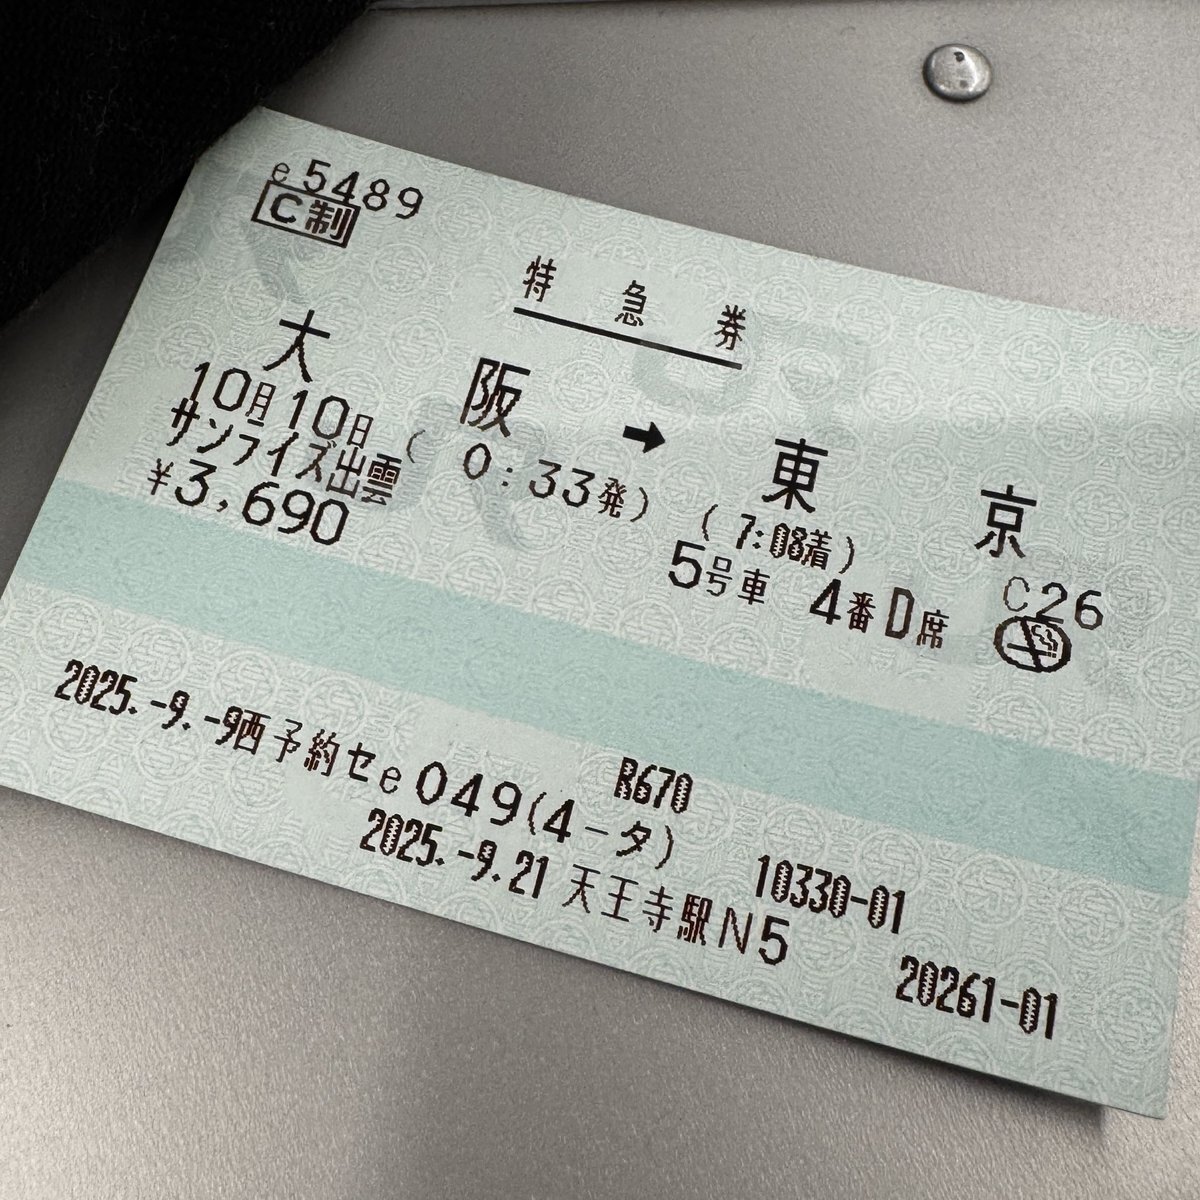 e5489
C制
特急券
大阪 → 東京
10月10日 ( 0:33発) ( 7:08着) C26
サンライズ出雲 5号車 4番D席
¥3,690
R670
2025.-9.-9西予約セe049(4-タ) 10330-01
2025.-9.21 天王寺駅N5 20261-01